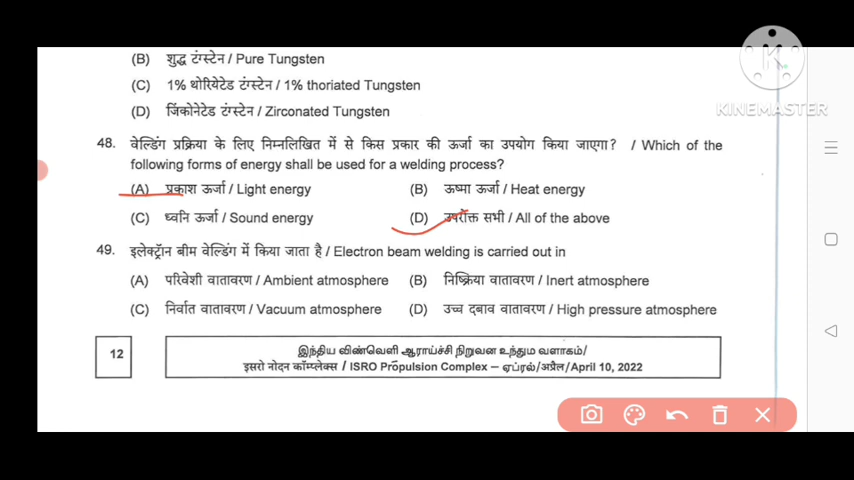 KINEMASTER
(B) शुद्ध टंग्स्टेन / Pure Tungsten
(C) 1% थोरियेटेड टंग्स्टेन / 1% thoriated Tungsten
(D) जिंकोनेटेड टंग्स्टेन / Zirconated Tungsten
48. वेल्डिंग प्रक्रिया के लिए निम्नलिखित में से किस प्रकार की ऊर्जा का उपयोग किया जाएगा? / Which of the
following forms of energy shall be used for a welding process?
(A) प्रकाश ऊर्जा / Light energy (B) ऊष्मा ऊर्जा / Heat energy
(C) ध्वनि ऊर्जा / Sound energy (D) उपरोक्त सभी / All of the above
49. इलेक्ट्रॉन बीम वेल्डिंग में किया जाता है / Electron beam welding is carried out in
(A) परिवेशी वातावरण / Ambient atmosphere (B) निष्क्रिया वातावरण / Inert atmosphere
(C) निर्वात वातावरण / Vacuum atmosphere (D) उच्च दबाव वातावरण / High pressure atmosphere
12
இந்திய விண்வெளி ஆராய்ச்சி நிறுவன உந்தும வளாகம்/
इसरो नोदन कॉम्प्लेक्स / ISRO Propulsion Complex – ஏப்ரல்/अप्रैल/April 10, 2022